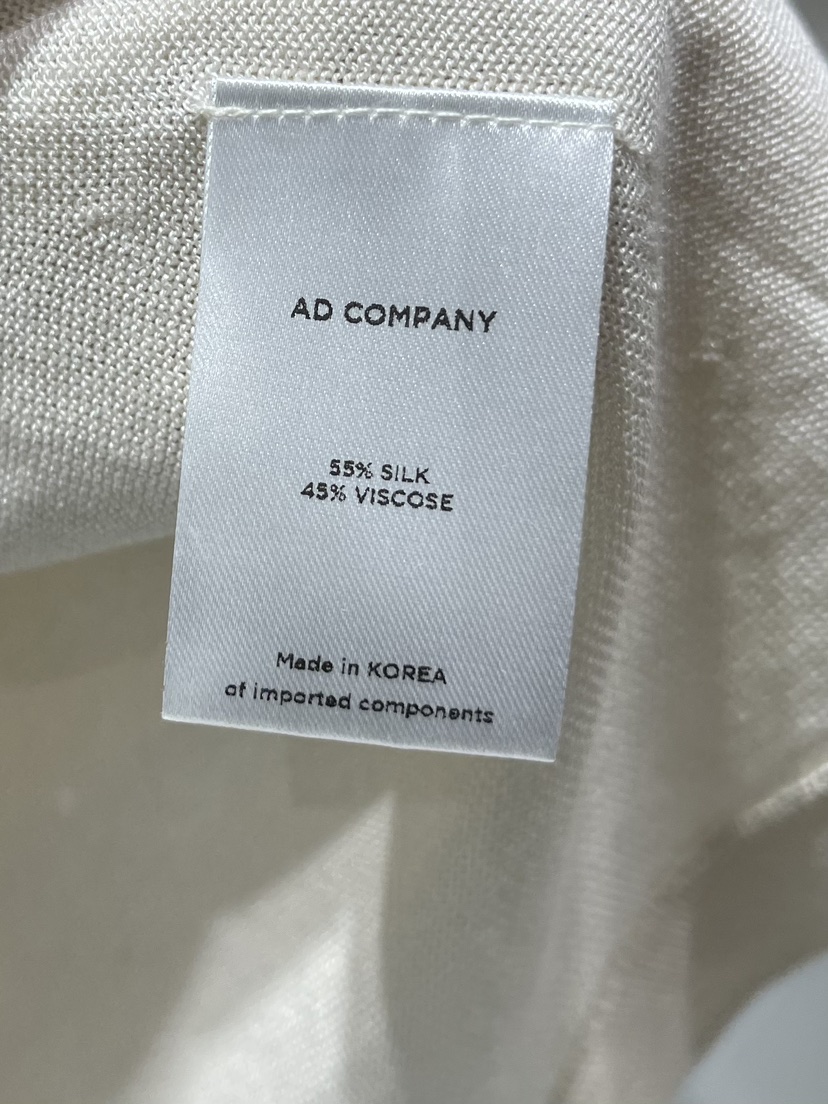 AD COMPANY
55% SILK
45% VISCOSE
Made in KOREA
of imported components